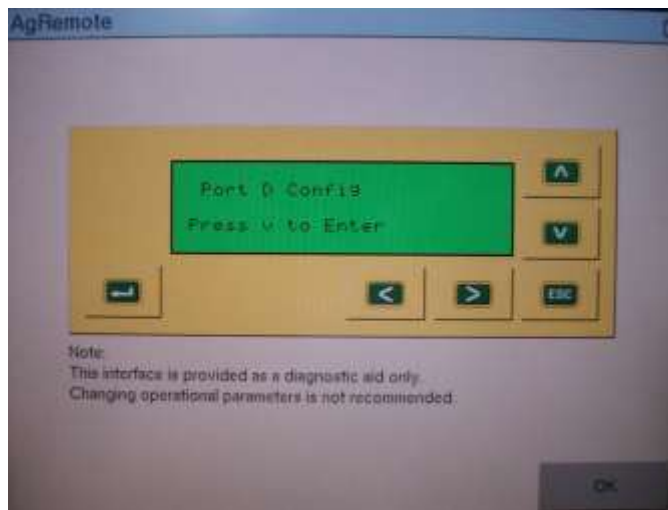 AgRemote
Port D Config
Press v to Enter
ESC
Note:
This interface is provided as a diagnostic aid only.
Changing operational parameters is not recommended.
OK